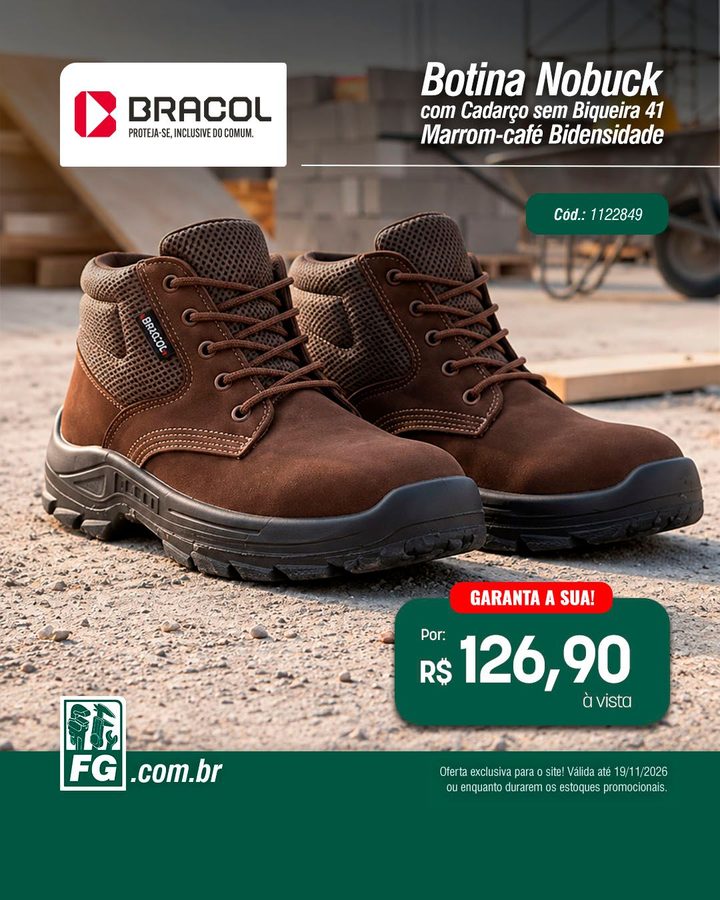 BRACOL
PROTEJA-SE, INCLUSIVE DO COMUM.
Botina Nobuck
com Cadarço sem Biqueira 41
Marrom-café Bidensidade
Cód.: 1122849
BRACOL
GARANTA A SUA!
Por:
R$ 126,90
à vista
FG .com.br
Oferta exclusiva para o site! Válida até 19/11/2026
ou enquanto durarem os estoques promocionais.